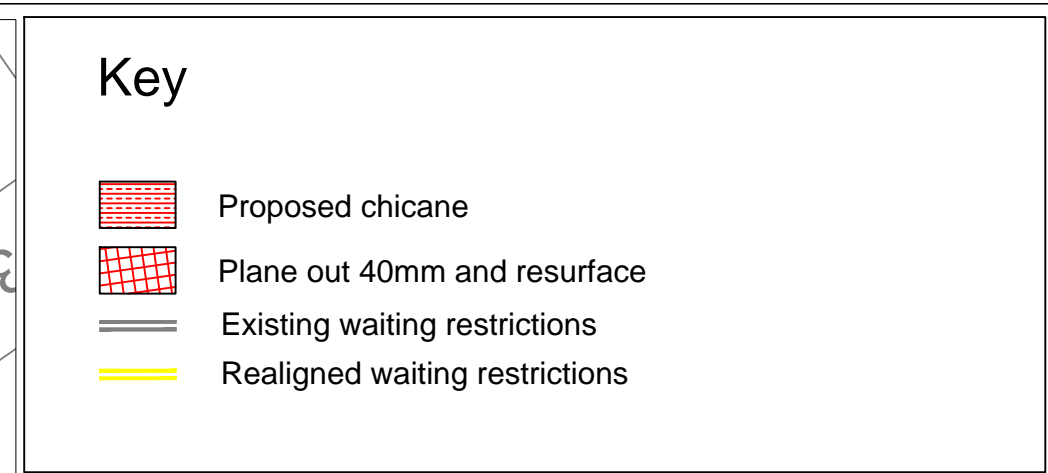 Key
Proposed chicane
Plane out 40mm and resurface
Existing waiting restrictions
Realigned waiting restrictions